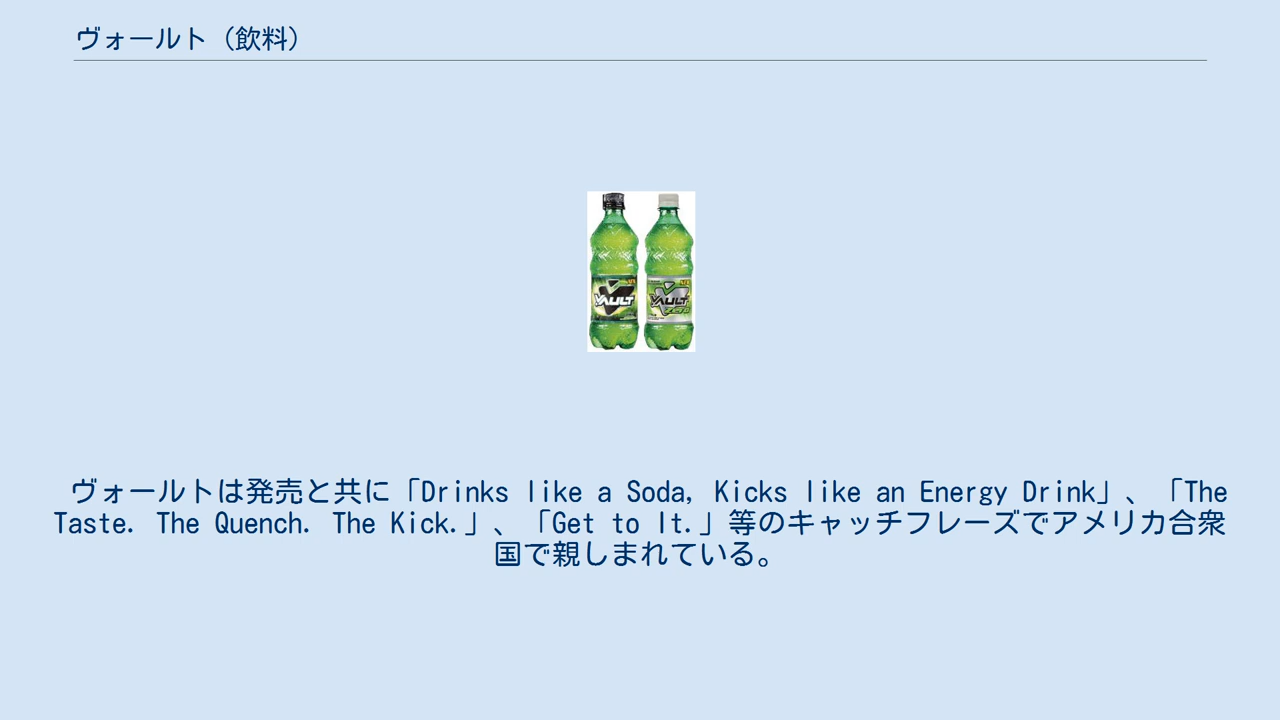 ヴォールト（飲料）
VAULT
VAULT
ZERO
ヴォールトは発売と共に「Drinks like a Soda, Kicks like an Energy Drink」、「The
Taste. The Quench. The Kick.」、「Get to It.」等のキャッチフレーズでアメリカ合衆
国で親しまれている。